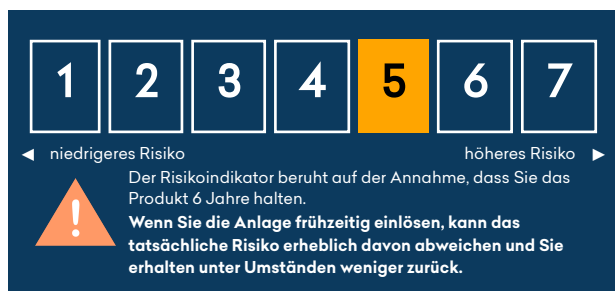 1 2 3 4 5 6 7
◄ niedrigeres Risiko höheres Risiko ►
Der Risikoindikator beruht auf der Annahme, dass Sie das
Produkt 6 Jahre halten.
!
Wenn Sie die Anlage frühzeitig einlösen, kann das
tatsächliche Risiko erheblich davon abweichen und Sie
erhalten unter Umständen weniger zurück.